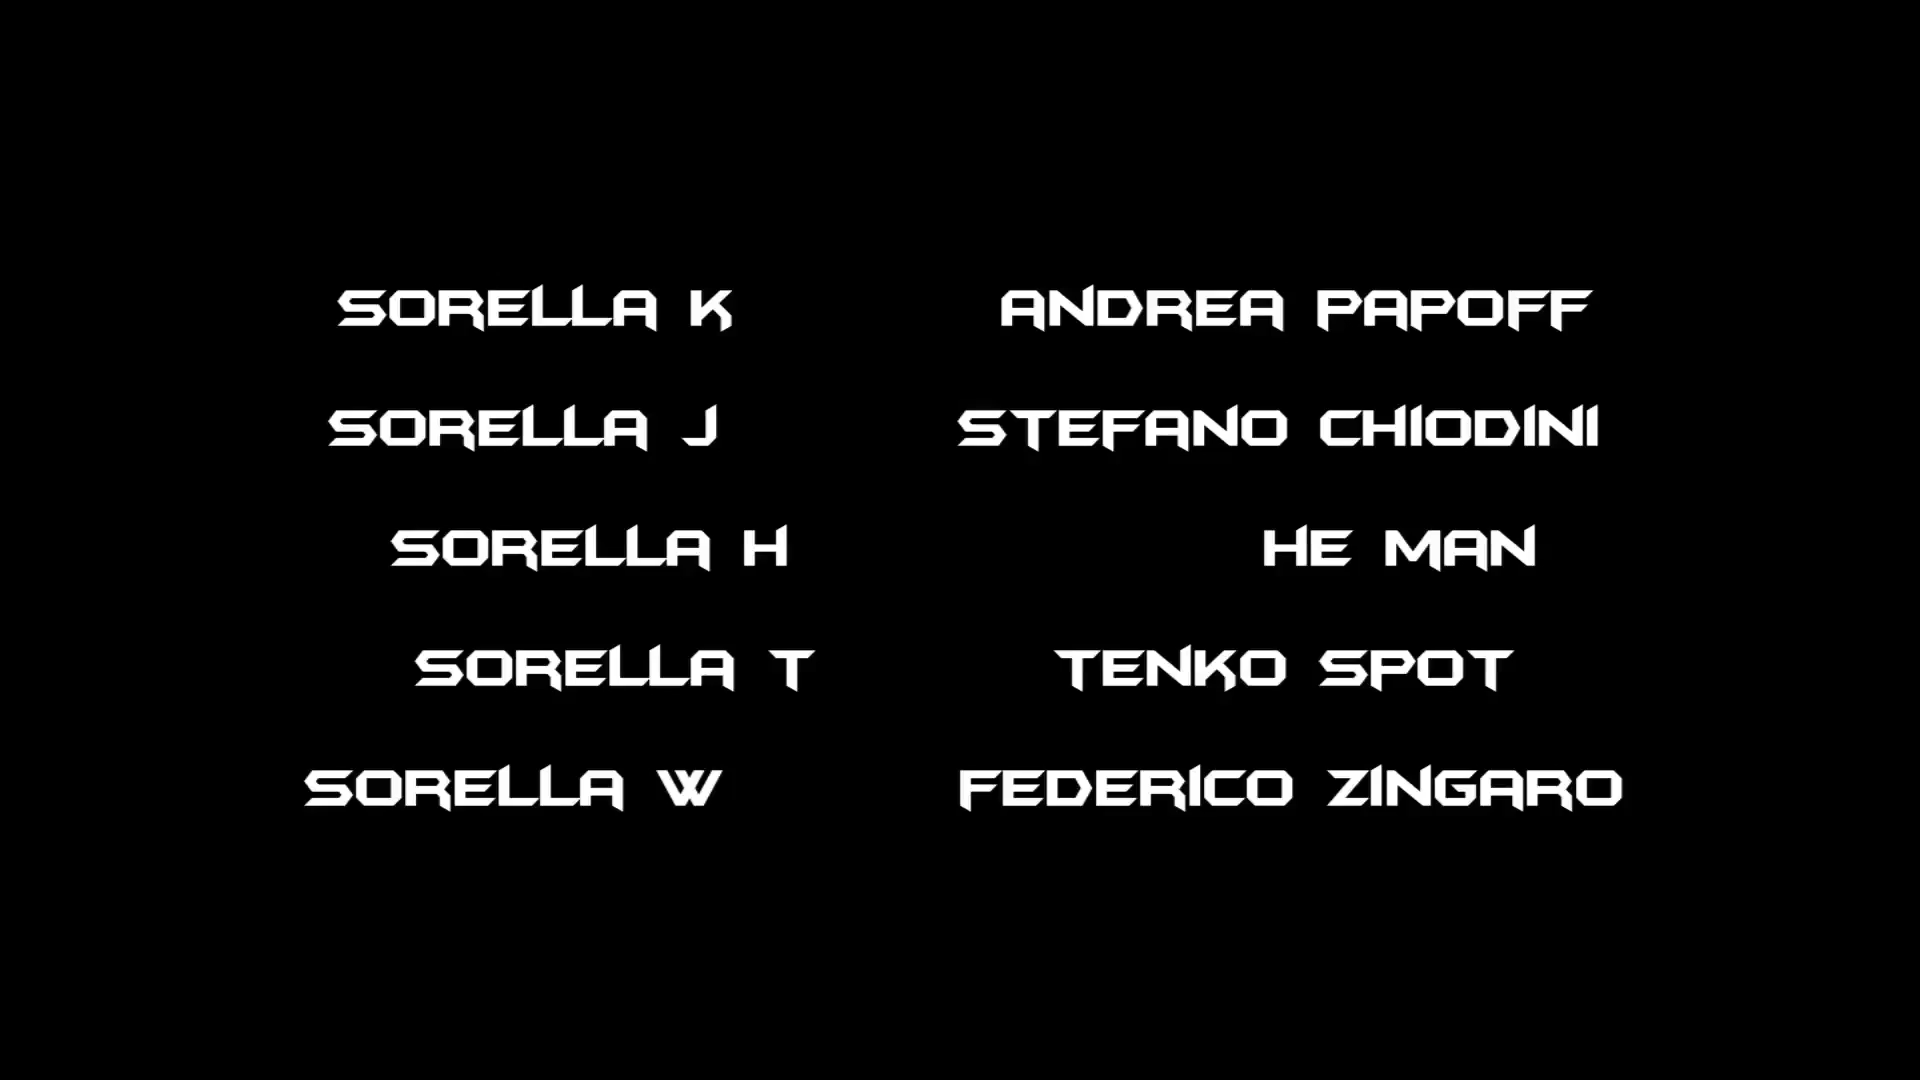 SORELLA K ANDREA PAPOFF
SORELLA J STEFANO CHIODINI
SORELLA H HE MAN
SORELLA T TENKO SPOT
SORELLA W FEDERICO ZINGARO